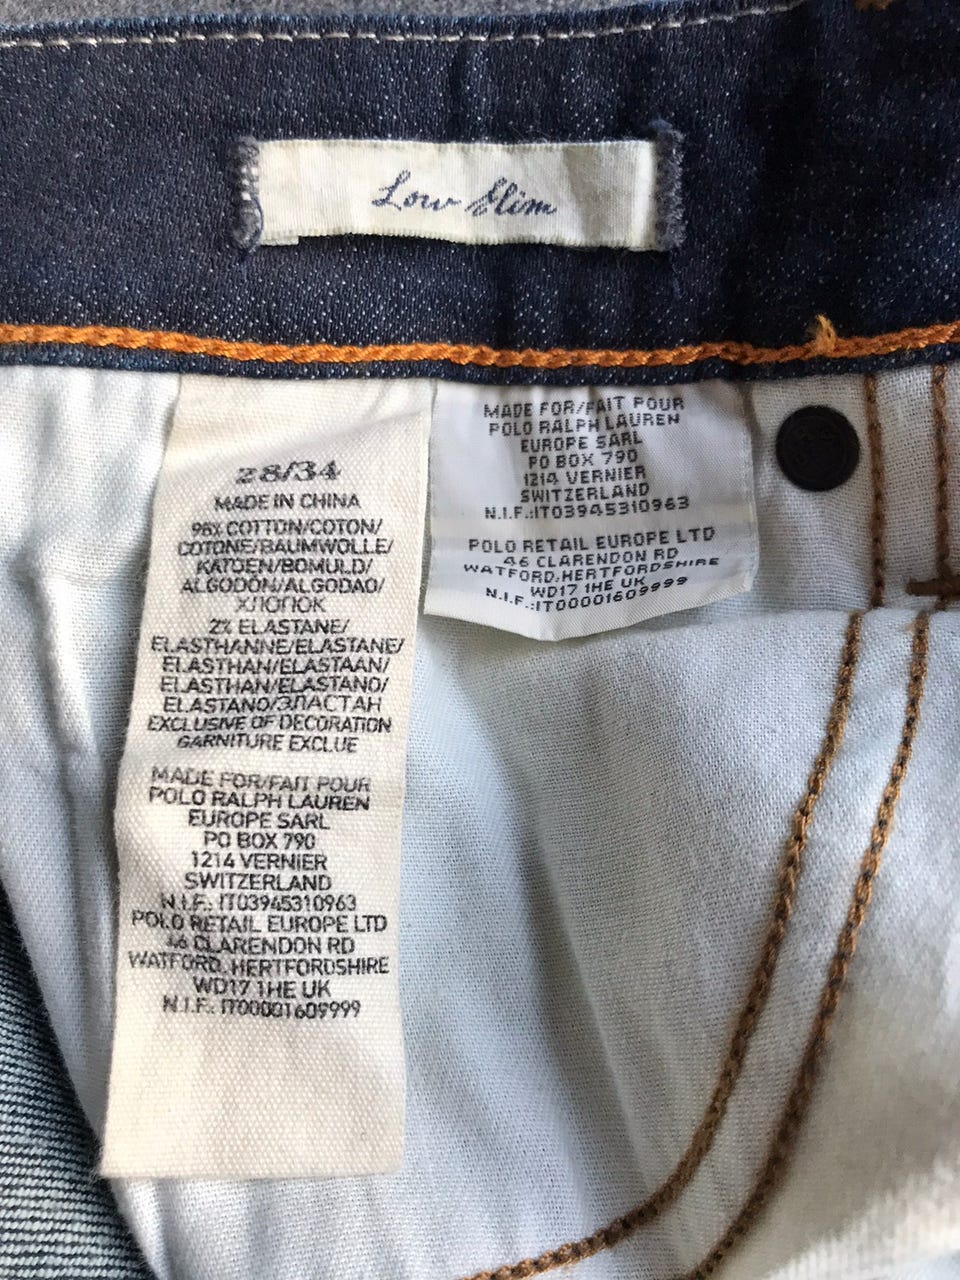 Low Slim
28/34
MADE IN CHINA
98% COTTON/COTON/
COTONE/BAUMWOLLE/
KATOEN/BOMULD/
ALGODÓN/ALGODAO/
ХЛОПОК
2% ELASTANE/
ELASTHANNE/ELASTANE/
ELASTHAN/ELASTAAN/
ELASTHAN/ELASTANO/
ELASTANO/ЭЛАСТАН
EXCLUSIVE OF DECORATION
GARNITURE EXCLUE
MADE FOR/FAIT POUR
POLO RALPH LAUREN
EUROPE SARL
PO BOX 790
1214 VERNIER
SWITZERLAND
N.I.F.: IT03945310963
POLO RETAIL EUROPE LTD
46 CLARENDON RD
WATFORD, HERTFORDSHIRE
WD17 1HE UK
N.I.F.: IT00001609999
MADE FOR/FAIT POUR
POLO RALPH LAUREN
EUROPE SARL
PO BOX 790
1214 VERNIER
SWITZERLAND
N.I.F.:IT03945310963
POLO RETAIL EUROPE LTD
46 CLARENDON RD
WATFORD,HERTFORDSHIRE
WD17 1HE UK
N.I.F.:IT00001609999